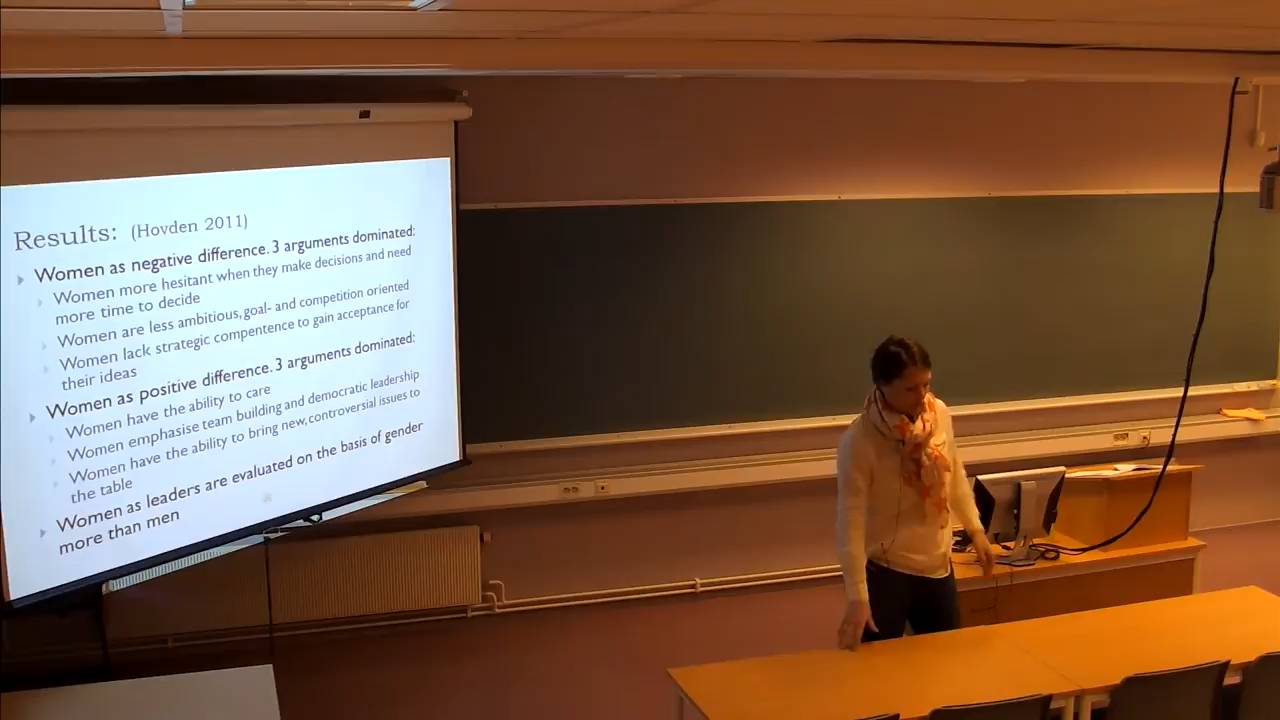 Results: (Hovden 2011)
Women as negative difference. 3 arguments dominated:
Women more hesitant when they make decisions and need
more time to decide
Women are less ambitious, goal- and competition oriented
Women lack strategic compentence to gain acceptance for
their ideas
Women as positive difference. 3 arguments dominated:
Women have the ability to care
Women emphasise team building and democratic leadership
Women have the ability to bring new, controversial issues to
the table
Women as leaders are evaluated on the basis of gender
more than men